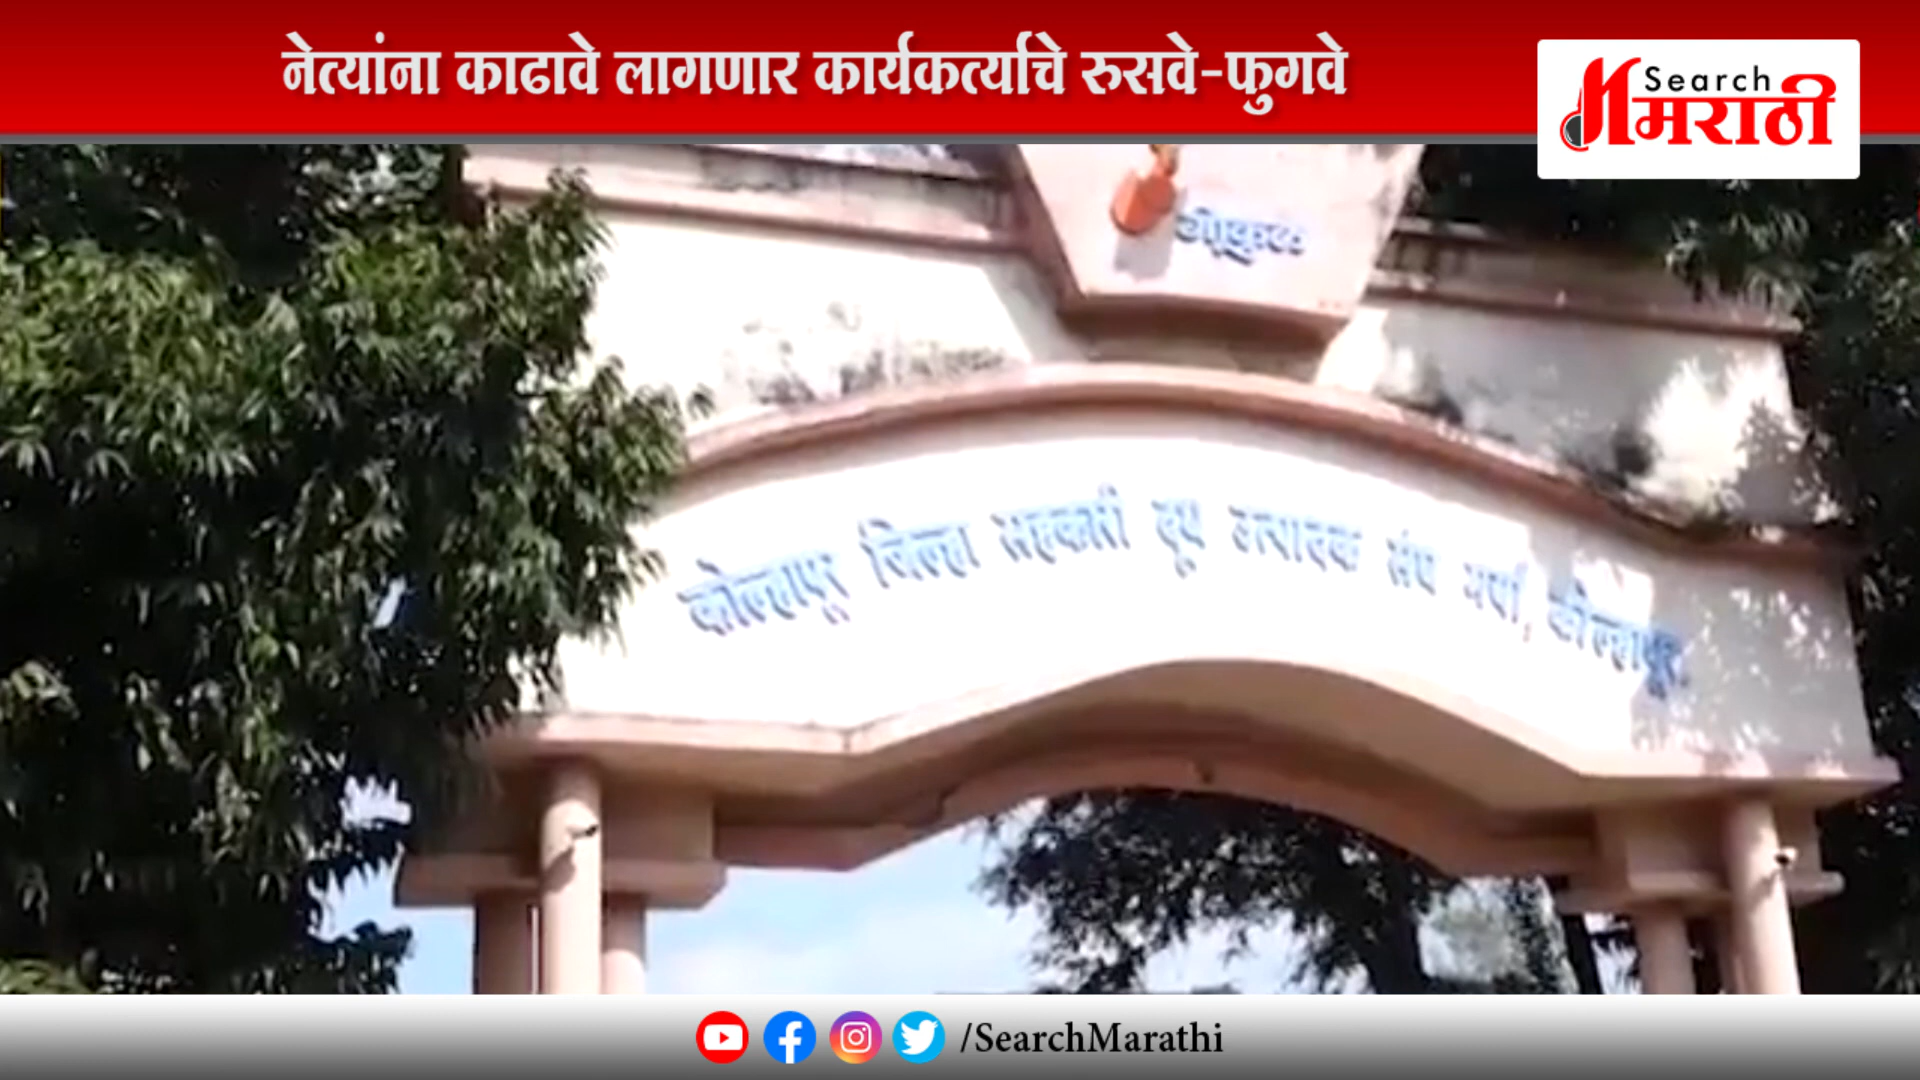 नेत्यांना काढावे लागणार कार्यकर्त्यांचे रुसवे-फुगवे
Search
मराठी
गोकुळ
कोल्हापूर जिल्हा सहकारी दूध उत्पादक संघ मर्या, कोल्हापूर.
/SearchMarathi